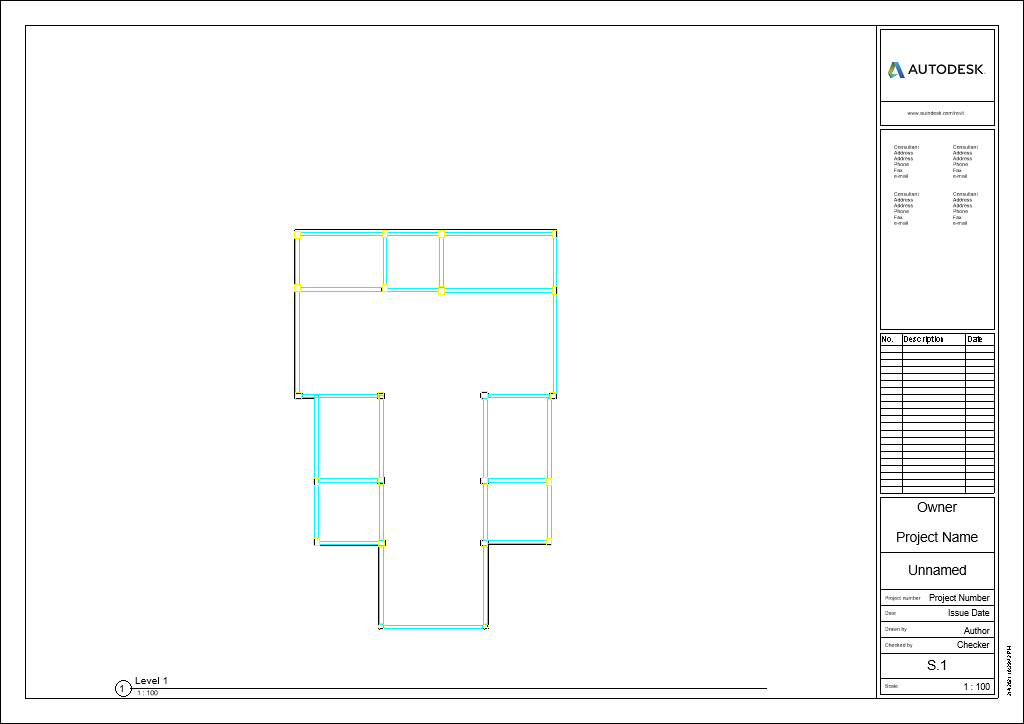 AUTODESK.
www.autodesk.com/revit
Consultant
Address
Address
Phone
Fax
e-mail
Consultant
Address
Address
Phone
Fax
e-mail
Consultant
Address
Address
Phone
Fax
e-mail
Consultant
Address
Address
Phone
Fax
e-mail
No. Description Date
Owner
Project Name
Unnamed
Project number Project Number
Date Issue Date
Drawn by Author
Checked by Checker
S.1
Scale 1 : 100
1 Level 1
1 : 100